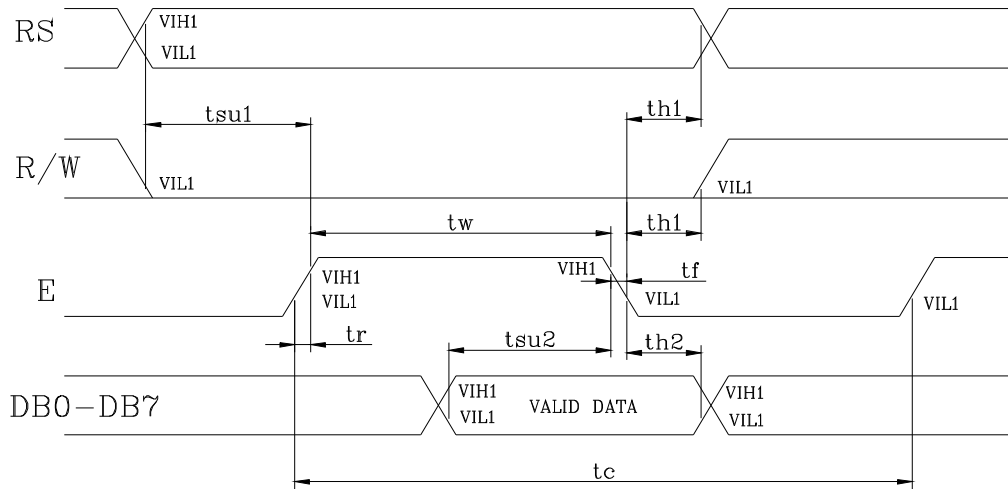 RS
VIH1
VIL1
tsu1
th1
R/W
VIL1
VIL1
tw
th1
E
VIH1
VIL1
VIH1
tf
VIL1
VIL1
tr
tsu2
th2
DB0-DB7
VIH1
VIL1
VALID DATA
VIH1
VIL1
tc